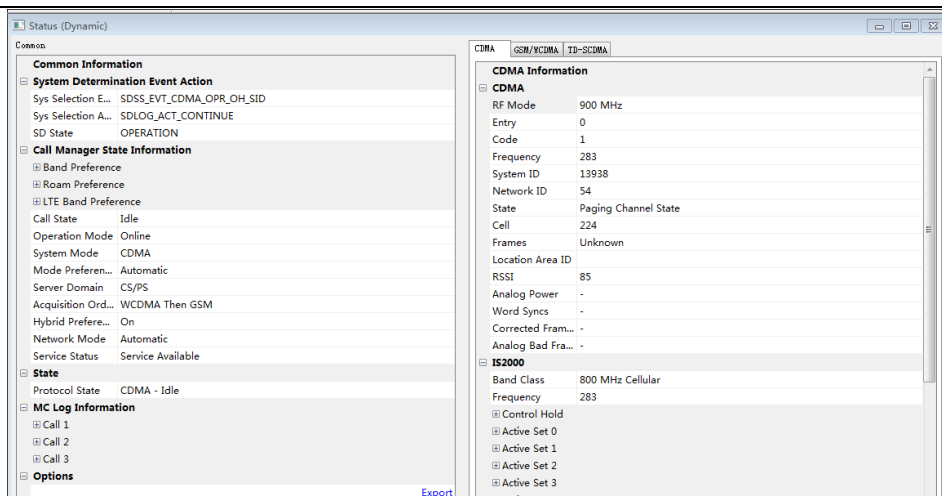 Status (Dynamic)
Common
Common Information
System Determination Event Action
Sys Selection E... SDSS_EVT_CDMA_OPR_OH_SID
Sys Selection A... SDLOG_ACT_CONTINUE
SD State OPERATION
Call Manager State Information
Band Preference
Roam Preference
LTE Band Preference
Call State Idle
Operation Mode Online
System Mode CDMA
Mode Preferen... Automatic
Server Domain CS/PS
Acquisition Ord... WCDMA Then GSM
Hybrid Prefere... On
Network Mode Automatic
Service Status Service Available
State
Protocol State CDMA - Idle
MC Log Information
Call 1
Call 2
Call 3
Options
Export
CDMA GSM/WCDMA TD-SCDMA
CDMA Information
CDMA
RF Mode 900 MHz
Entry 0
Code 1
Frequency 283
System ID 13938
Network ID 54
State Paging Channel State
Cell 224
Frames Unknown
Location Area ID
RSSI 85
Analog Power -
Word Syncs -
Corrected Fram... -
Analog Bad Fra... -
IS2000
Band Class 800 MHz Cellular
Frequency 283
Control Hold
Active Set 0
Active Set 1
Active Set 2
Active Set 3